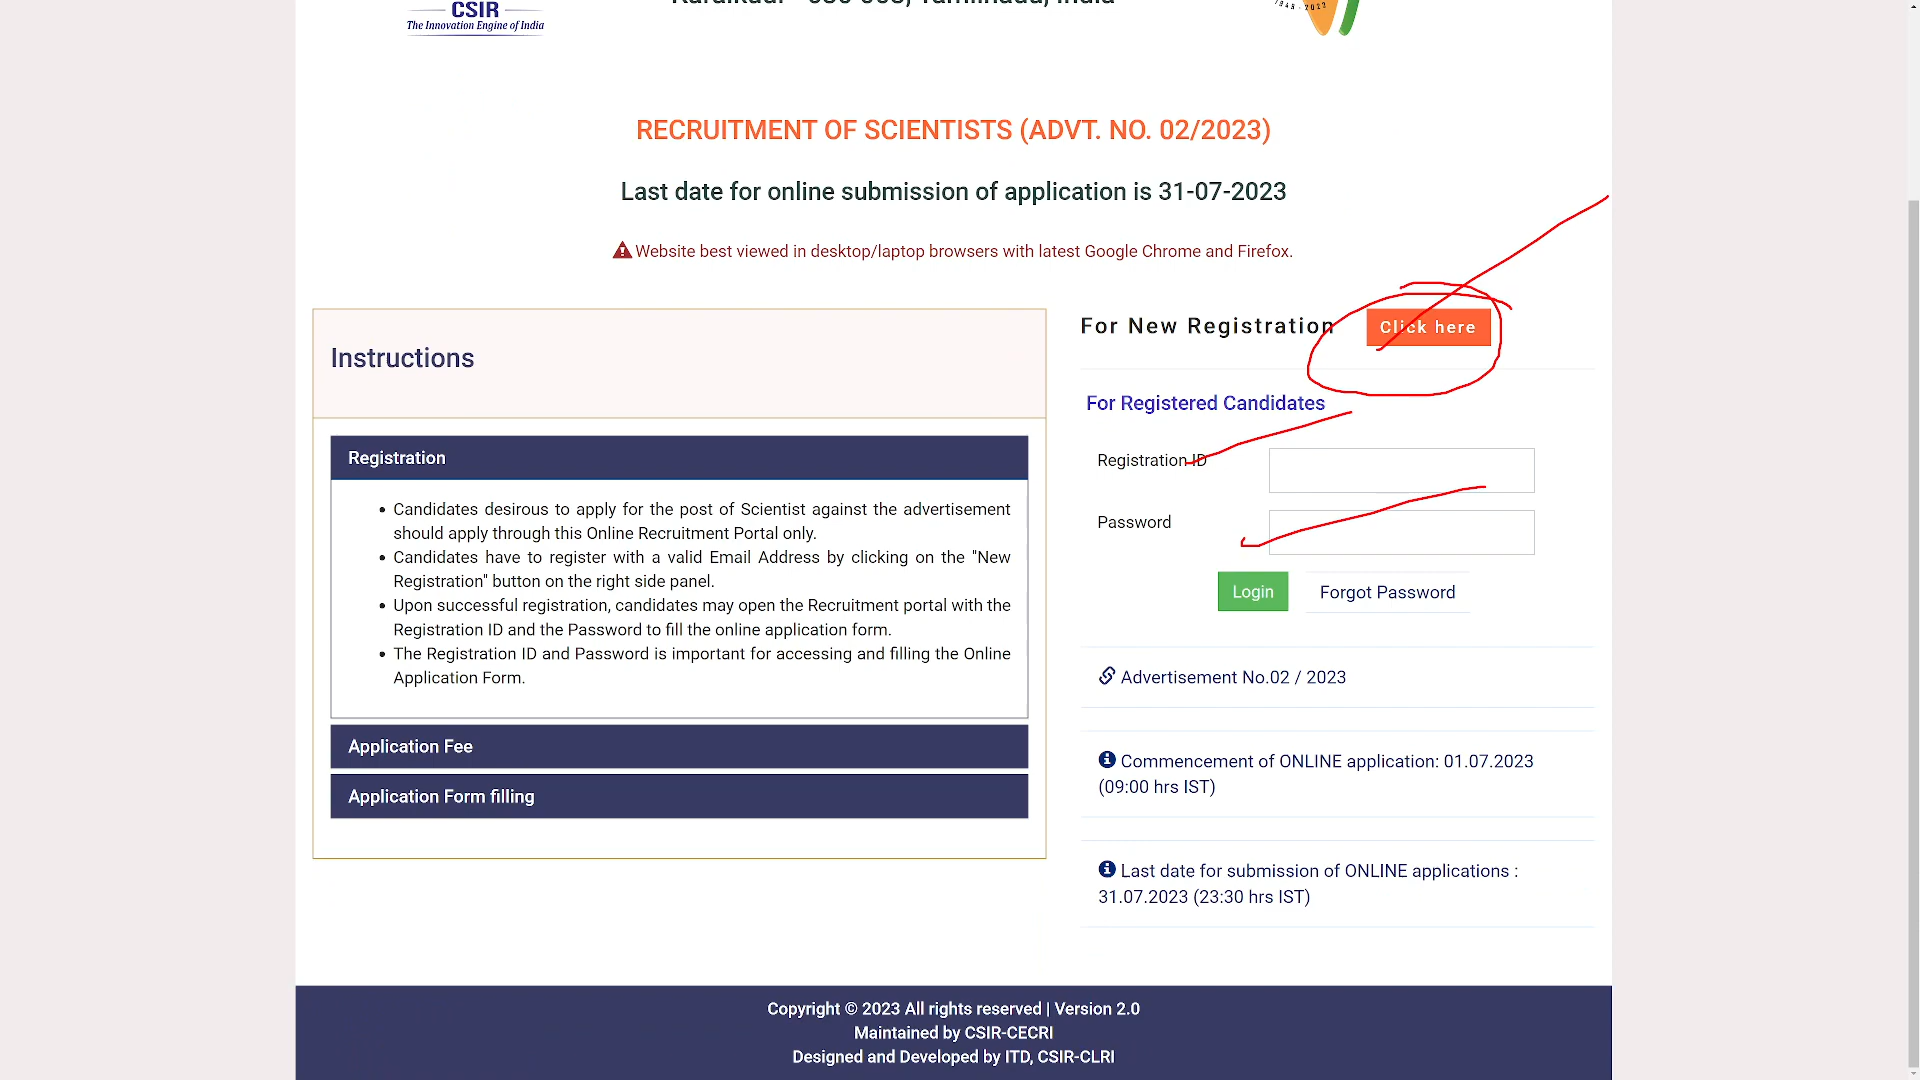 CSIR
The Innovation Engine of India
RECRUITMENT OF SCIENTISTS (ADVT. NO. 02/2023)
Last date for online submission of application is 31-07-2023
Website best viewed in desktop/laptop browsers with latest Google Chrome and Firefox.
Instructions
Registration
• Candidates desirous to apply for the post of Scientist against the advertisement
should apply through this Online Recruitment Portal only.
• Candidates have to register with a valid Email Address by clicking on the "New
Registration" button on the right side panel.
• Upon successful registration, candidates may open the Recruitment portal with the
Registration ID and the Password to fill the online application form.
• The Registration ID and Password is important for accessing and filling the Online
Application Form.
Application Fee
Application Form filling
For New Registration Click here
For Registered Candidates
Registration ID
Password
Login Forgot Password
Advertisement No.02 / 2023
Commencement of ONLINE application: 01.07.2023
(09:00 hrs IST)
Last date for submission of ONLINE applications :
31.07.2023 (23:30 hrs IST)
Copyright © 2023 All rights reserved | Version 2.0
Maintained by CSIR-CECRI
Designed and Developed by ITD, CSIR-CLRI